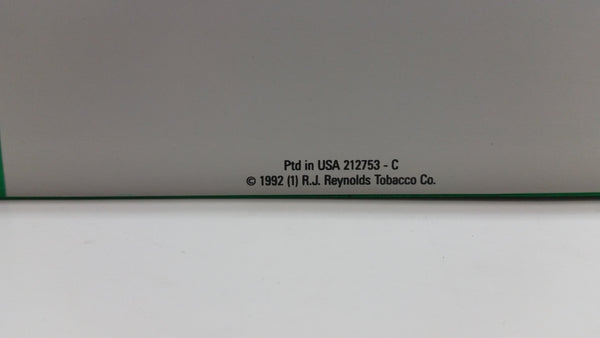 Ptd in USA 212753 - C
© 1992 (1) R.J. Reynolds Tobacco Co.